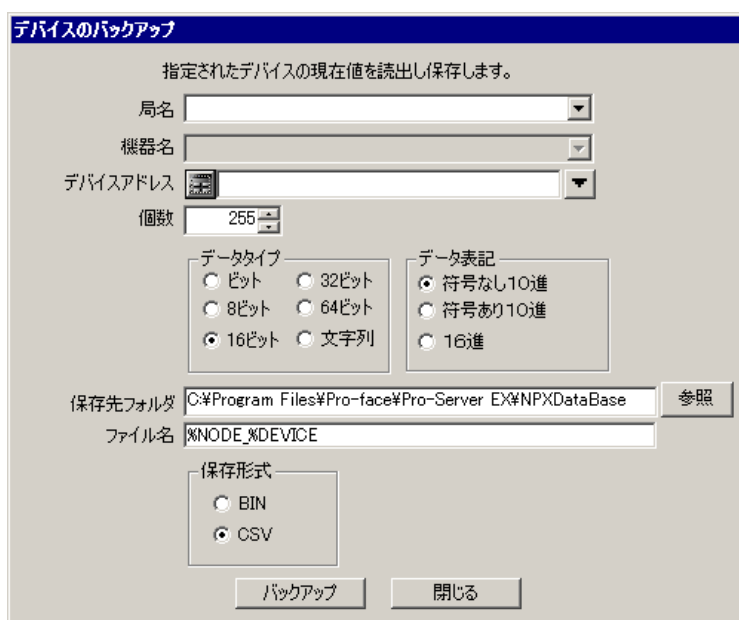 デバイスのバックアップ
指定されたデバイスの現在値を読出し保存します。
局名
機器名
デバイスアドレス
個数 255
データタイプ データ表記
ビット 32ビット 符号なし10進
8ビット 64ビット 符号あり10進
16ビット 文字列 16進
保存先フォルダ C:¥Program Files¥Pro-face¥Pro-Server EX¥NPXDataBase 参照
ファイル名 %NODE_%DEVICE
保存形式
BIN
CSV
バックアップ 閉じる